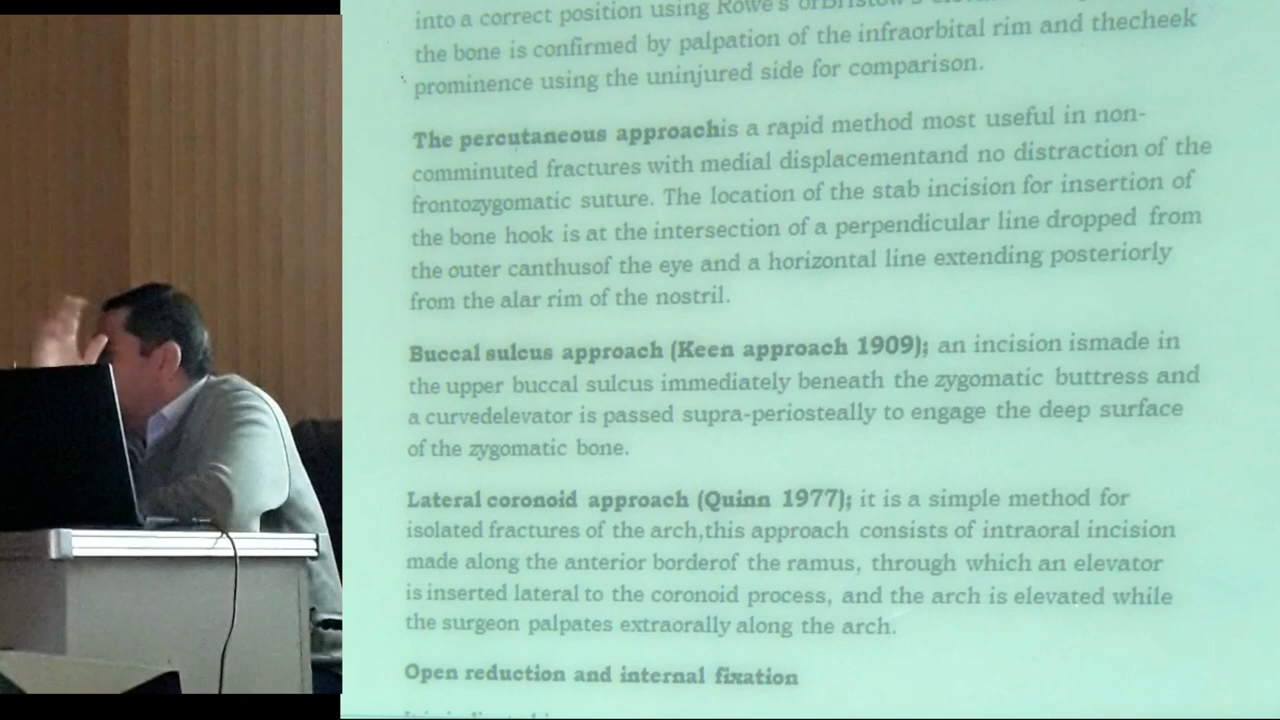 into a correct position using Rowe's orBristow's
the bone is confirmed by palpation of the infraorbital rim and thecheek
prominence using the uninjured side for comparison.
The percutaneous approachis a rapid method most useful in non-
comminuted fractures with medial displacementand no distraction of the
frontozygomatic suture. The location of the stab incision for insertion of
the bone hook is at the intersection of a perpendicular line dropped from
the outer canthusof the eye and a horizontal line extending posteriorly
from the alar rim of the nostril.
Buccal sulcus approach (Keen approach 1909); an incision ismade in
the upper buccal sulcus immediately beneath the zygomatic buttress and
a curvedelevator is passed supra-periosteally to engage the deep surface
of the zygomatic bone.
Lateral coronoid approach (Quinn 1977); it is a simple method for
isolated fractures of the arch,this approach consists of intraoral incision
made along the anterior borderof the ramus, through which an elevator
is inserted lateral to the coronoid process, and the arch is elevated while
the surgeon palpates extraorally along the arch.
Open reduction and internal fixation